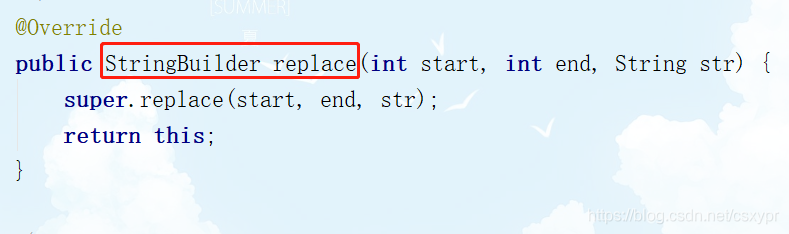 [SUMMER]
@Override
public StringBuilder replace(int start, int end, String str) {
super.replace(start, end, str);
return this;
}
https://blog.csdn.net/csxypr